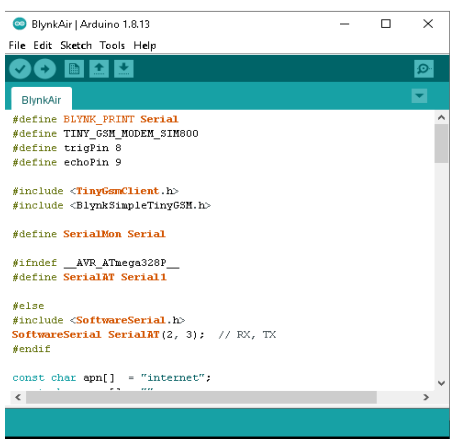 BlynkAir | Arduino 1.8.13
File Edit Sketch Tools Help
BlynkAir
#define BLYNK_PRINT Serial
#define TINY_GSM_MODEM_SIM800
#define trigPin 8
#define echoPin 9
#include <TinyGsmClient.h>
#include <BlynkSimpleTinyGSM.h>
#define SerialMon Serial
#ifndef __AVR_ATmega328P__
#define SerialAT Serial1
#else
#include <SoftwareSerial.h>
SoftwareSerial SerialAT(2, 3);  // RX, TX
#endif
const char apn[]  = "internet";